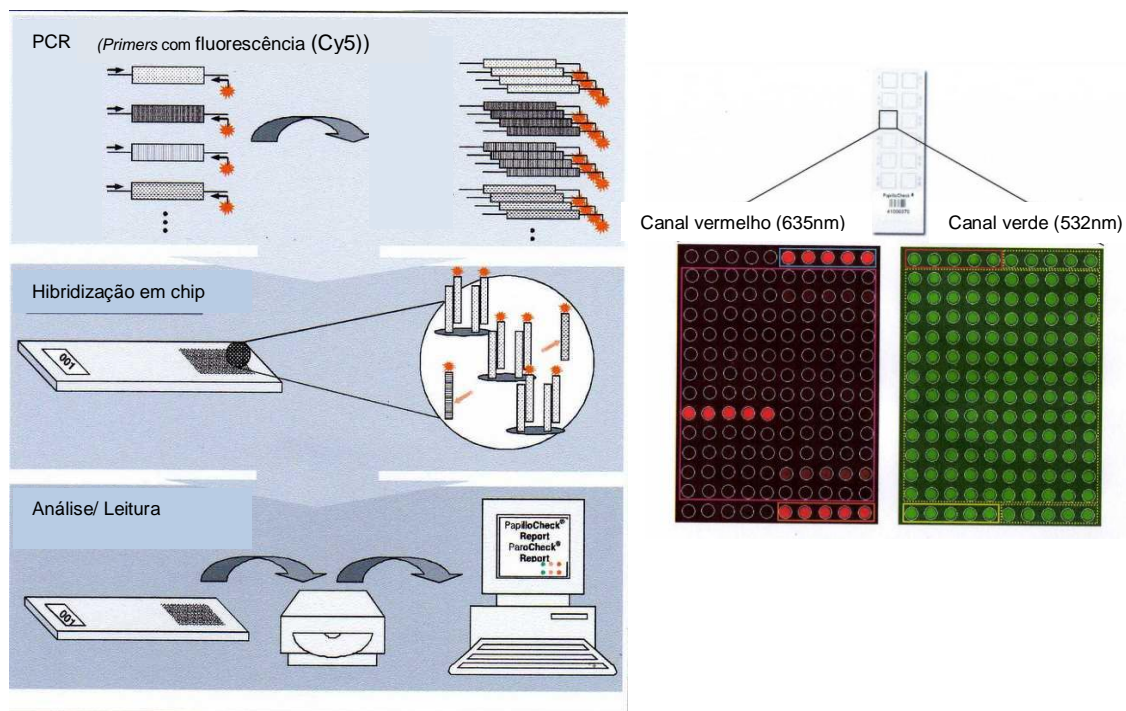 PCR (Primers com fluorescência (Cy5))
Hibridização em chip
001
Análise/ Leitura
001
PapilloCheck®
Report
ParoCheck®
Report
PapilloCheck®
Canal vermelho (635nm)
Canal verde (532nm)